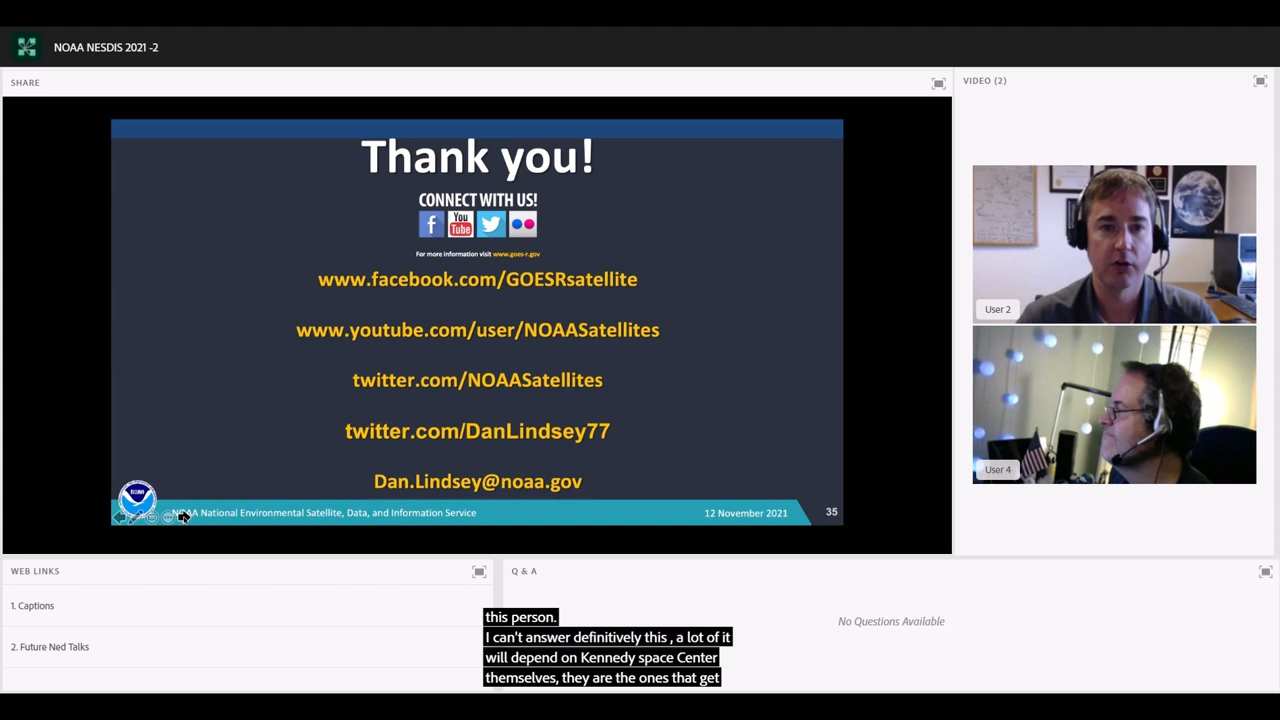 NOAA NESDIS 2021 -2
SHARE
Thank you!
CONNECT WITH US!
f
You
Tube
For more information visit www.goes-r.gov
www.facebook.com/GOESRsatellite
www.youtube.com/user/NOAASatellites
twitter.com/NOAASatellites
twitter.com/DanLindsey77
Dan.Lindsey@noaa.gov
NOAA
NOAA National Environmental Satellite, Data, and Information Service
12 November 2021
35
VIDEO (2)
User 2
User 4
WEB LINKS
1. Captions
2. Future Ned Talks
Q & A
No Questions Available
this person.
I can't answer definitively this , a lot of it
will depend on Kennedy space Center
themselves, they are the ones that get